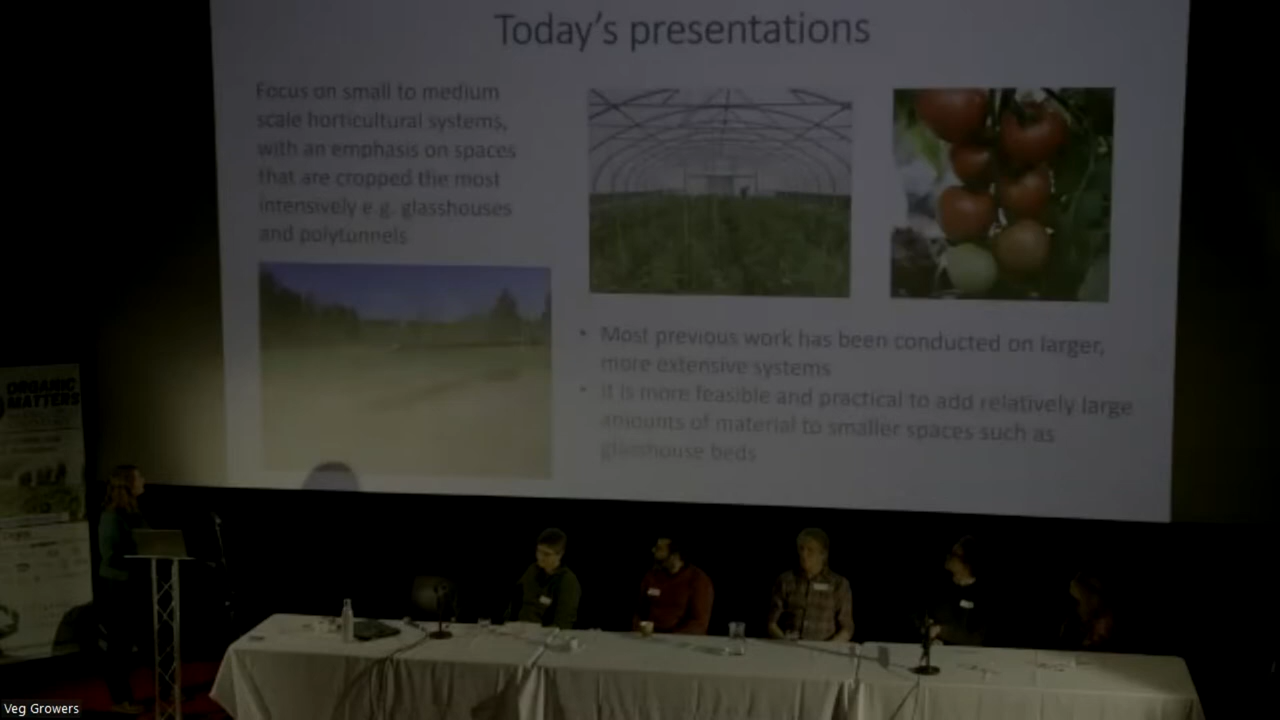 Today's presentations
Focus on small to medium
scale horticultural systems,
with an emphasis on spaces
that are cropped the most
intensively e.g. glasshouses
and polytunnels
• Most previous work has been conducted on larger,
more extensive systems
• It is more feasible and practical to add relatively large
amounts of material to smaller spaces such as
glasshouse beds
ORGANIC
MATTERS
Veg Growers